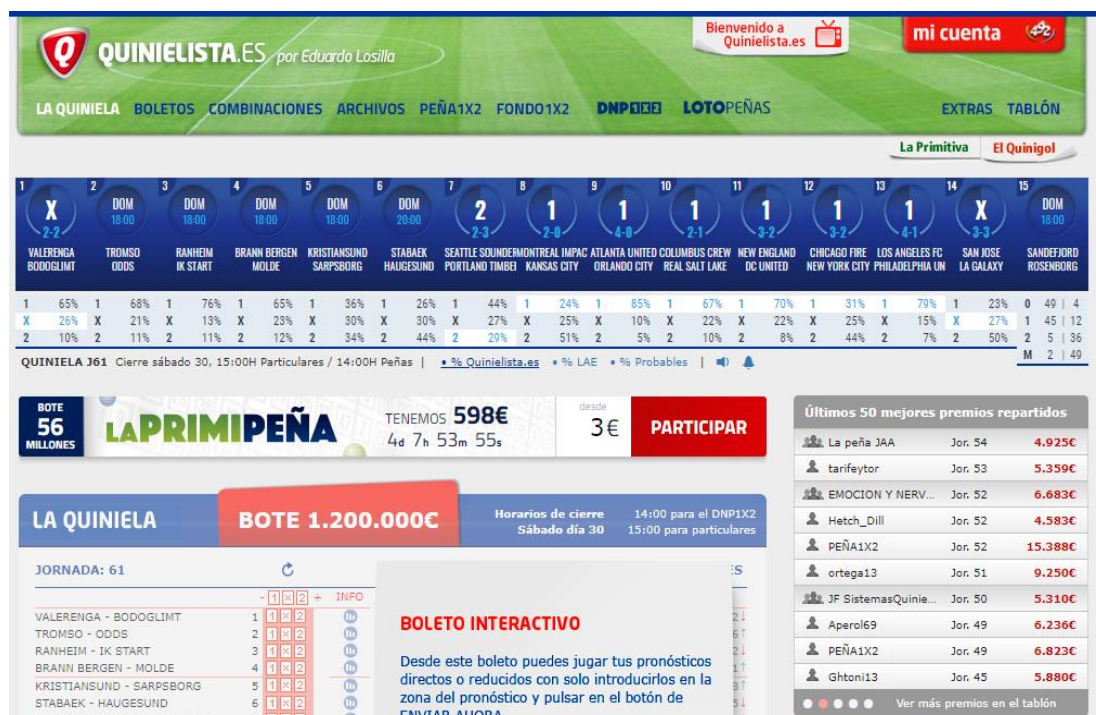 Bienvenido a
Quinielista.es
mi cuenta
Q QUINIELISTA.ES por Eduardo Losilla
LA QUINIELA BOLETOS COMBINACIONES ARCHIVOS PEÑA1X2 FONDO1X2 DNP1X2 LOTOPEÑAS EXTRAS TABLÓN
La Primitiva El Quinigol
1 2 3 4 5 6 7 8 9 10 11 12 13 14 15
X DOM DOM DOM DOM DOM 2 1 1 1 1 1 1 X DOM
2-2 18:00 18:00 18:00 18:00 20:00 2-3 2-0 4-0 2-1 3-2 3-2 4-1 3-3 18:00
VALERENGA TROMSO RANHEIM BRANN BERGEN KRISTIANSUND STABAEK SEATTLE SOUNDER MONTREAL IMPAC ATLANTA UNITED COLUMBUS CREW NEW ENGLAND CHICAGO FIRE LOS ANGELES FC SAN JOSE SANDEFJORD
BODOGLIMT ODDS IK START MOLDE SARPSBORG HAUGESUND PORTLAND TIMBEI KANSAS CITY ORLANDO CITY REAL SALT LAKE DC UNITED NEW YORK CITY PHILADELPHIA UN LA GALAXY ROSENBORG
1 65% 1 68% 1 76% 1 65% 1 36% 1 26% 1 44% 1 24% 1 85% 1 67% 1 70% 1 31% 1 79% 1 23% 0 49 | 4
X 26% X 21% X 13% X 23% X 30% X 30% X 27% X 25% X 10% X 22% X 22% X 25% X 15% X 27% 1 45 | 12
2 10% 2 11% 2 11% 2 12% 2 34% 2 44% 2 29% 2 51% 2 5% 2 10% 2 8% 2 44% 2 7% 2 50% 2 5 | 36
M 2 | 49
QUINIELA J61 Cierre sábado 30, 15:00H Particulares / 14:00H Peñas | • % Quinielista.es • % LAE • % Probables |
BOTE
56
MILLONES
LAPRIMIPEÑA
TENEMOS 598€
4d 7h 53m 55s
desde
3€
PARTICIPAR
LA QUINIELA
BOTE 1.200.000€
Horarios de cierre 14:00 para el DNP1X2
Sábado día 30 15:00 para particulares
JORNADA: 61
ES
- 1 X 2 + INFO
VALERENGA - BODOGLIMT 1 1 X 2
TROMSO - ODDS 2 1 X 2
RANHEIM - IK START 3 1 X 2
BRANN BERGEN - MOLDE 4 1 X 2
KRISTIANSUND - SARPSBORG 5 1 X 2
STABAEK - HAUGESUND 6 1 X 2
BOLETO INTERACTIVO
Desde este boleto puedes jugar tus pronósticos
directos o reducidos con solo introducirlos en la
zona del pronóstico y pulsar en el botón de
ENVIAR AHORA
Últimos 50 mejores premios repartidos
La peña JAA Jor. 54 4.925€
tarifeytor Jor. 53 5.359€
EMOCION Y NERV... Jor. 52 6.683€
Hetch_Dill Jor. 52 4.583€
PEÑA1X2 Jor. 52 15.388€
ortega13 Jor. 51 9.250€
JF SistemasQuinie... Jor. 50 5.310€
Aperol69 Jor. 49 6.236€
PEÑA1X2 Jor. 49 6.823€
Ghtoni13 Jor. 45 5.880€
Ver más premios en el tablón